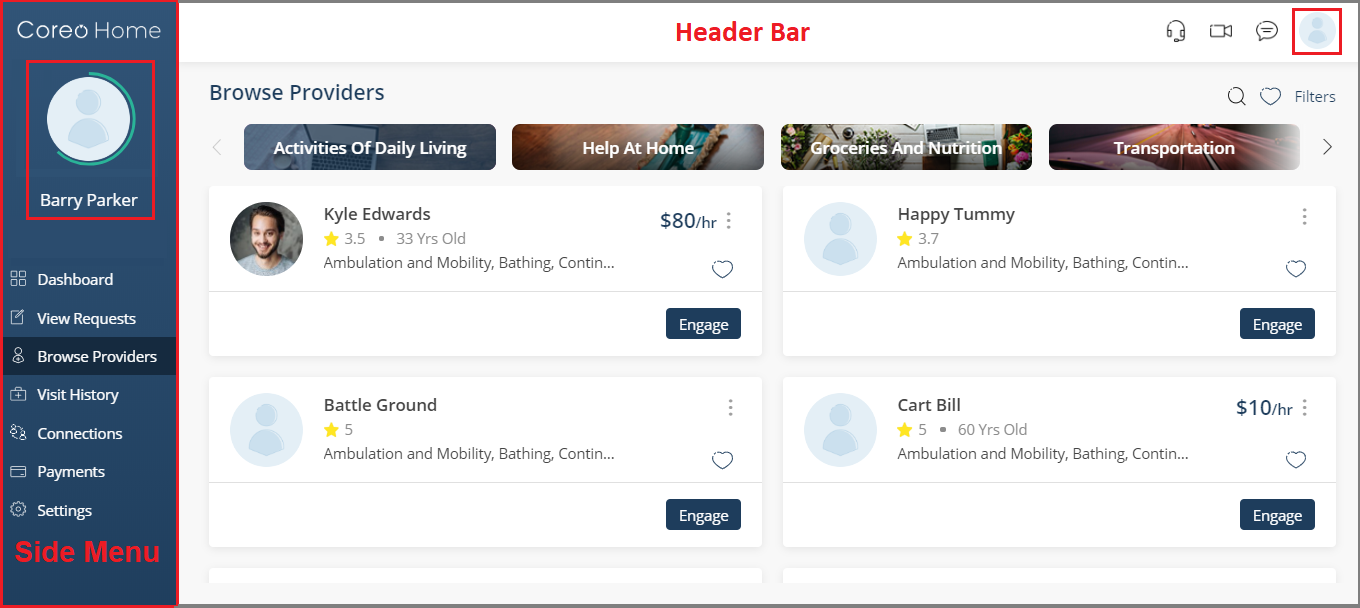 Coreo Home
Header Bar
Barry Parker
Dashboard
View Requests
Browse Providers
Visit History
Connections
Payments
Settings
Side Menu
Browse Providers
Filters
Activities Of Daily Living
Help At Home
Groceries And Nutrition
Transportation
Kyle Edwards
$80/hr
3.5 • 33 Yrs Old
Ambulation and Mobility, Bathing, Contin...
Engage
Happy Tummy
3.7
Ambulation and Mobility, Bathing, Contin...
Engage
Battle Ground
5
Ambulation and Mobility, Bathing, Contin...
Engage
Cart Bill
$10/hr
5 • 60 Yrs Old
Ambulation and Mobility, Bathing, Contin...
Engage